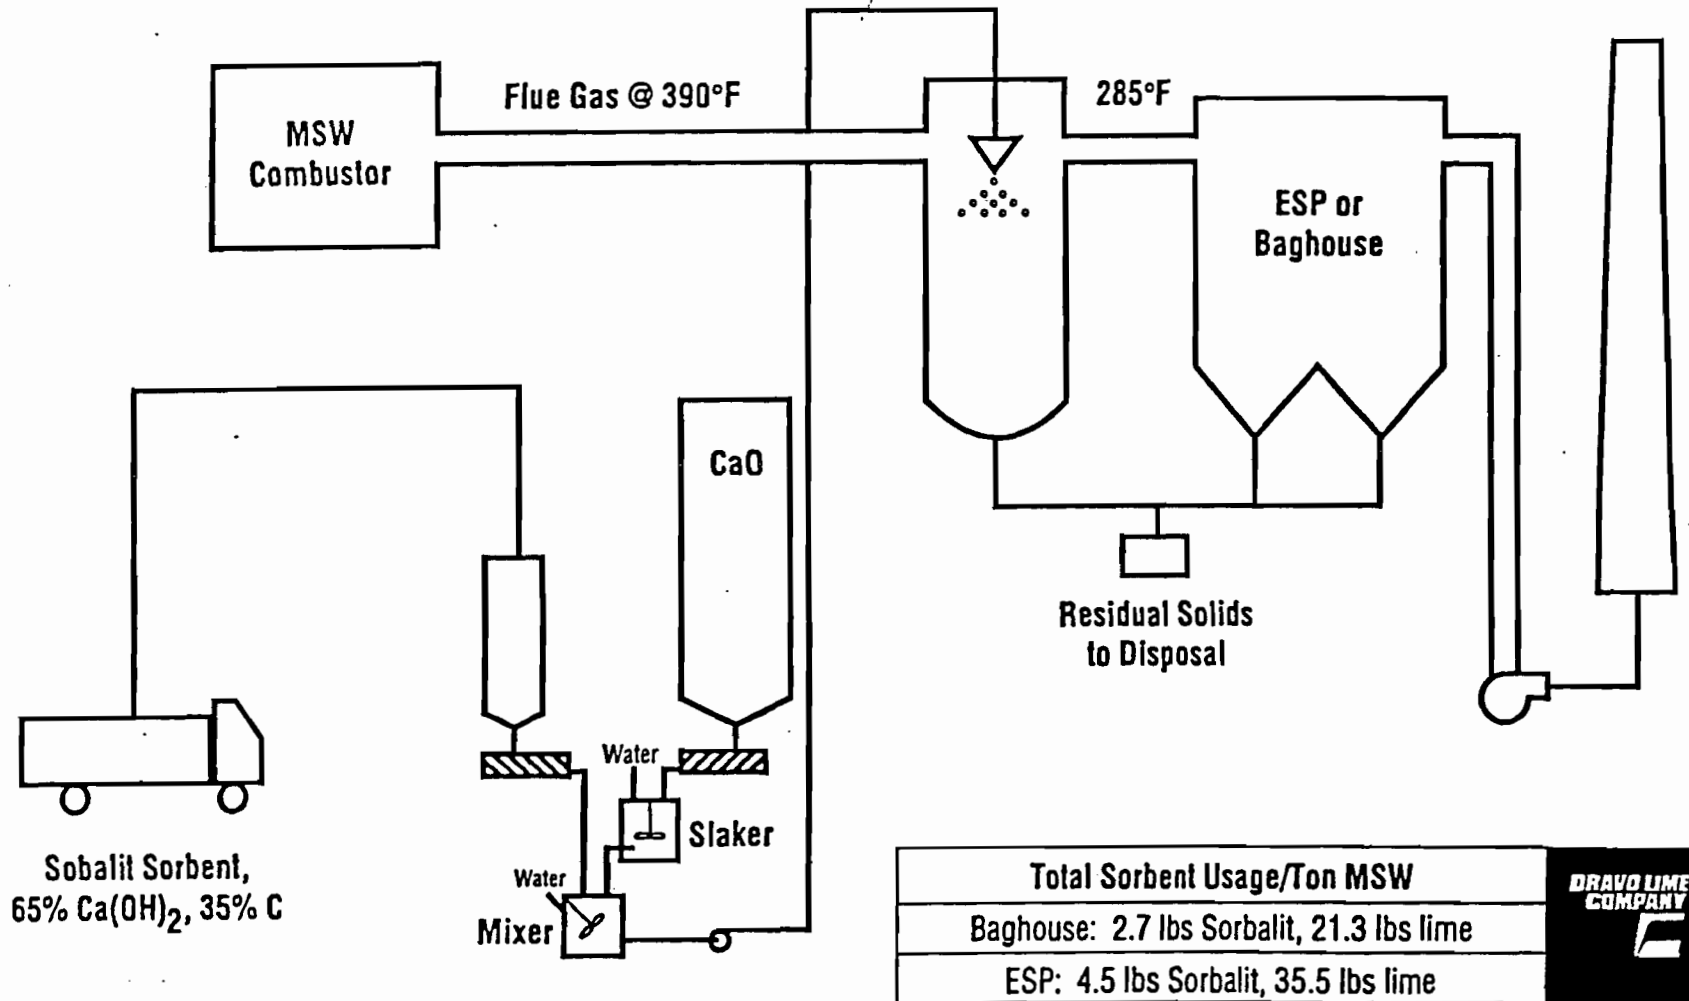 Flue Gas @ 390°F
285°F
MSW
Combustor
ESP or
Baghouse
CaO
Residual Solids
to Disposal
Water
Slaker
Water
Mixer
Sobalit Sorbent,
65% Ca(OH)2, 35% C
Total Sorbent Usage/Ton MSW
Baghouse: 2.7 lbs Sorbalit, 21.3 lbs lime
ESP: 4.5 lbs Sorbalit, 35.5 lbs lime
DRAVO LIME
COMPANY